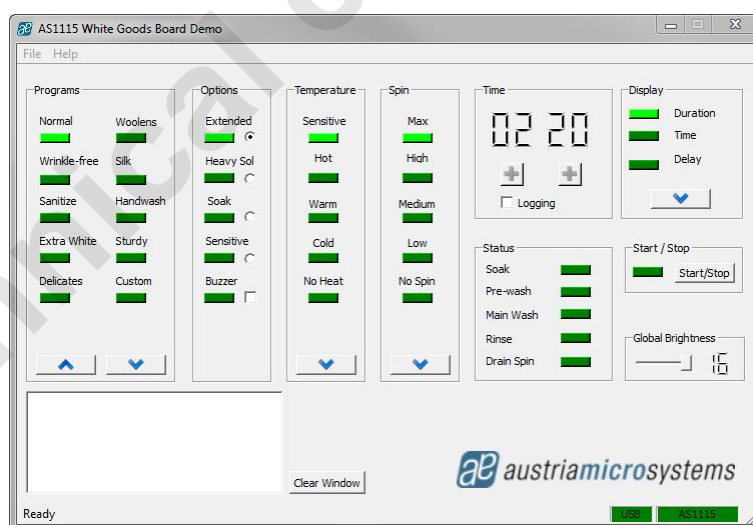 AS1115 White Goods Board Demo
File Help
Programs
Normal Woolens
Wrinkle-free Silk
Sanitize Handwash
Extra White Sturdy
Delicates Custom
Options
Extended
Heavy Sol
Soak
Sensitive
Buzzer
Temperature
Sensitive
Hot
Warm
Cold
No Heat
Spin
Max
High
Medium
Low
No Spin
Time
02 20
Logging
Display
Duration
Time
Delay
Status
Soak
Pre-wash
Main Wash
Rinse
Drain Spin
Start / Stop
Start/Stop
Global Brightness
16
Clear Window
ae austriamicrosystems
Ready
USB AS1115